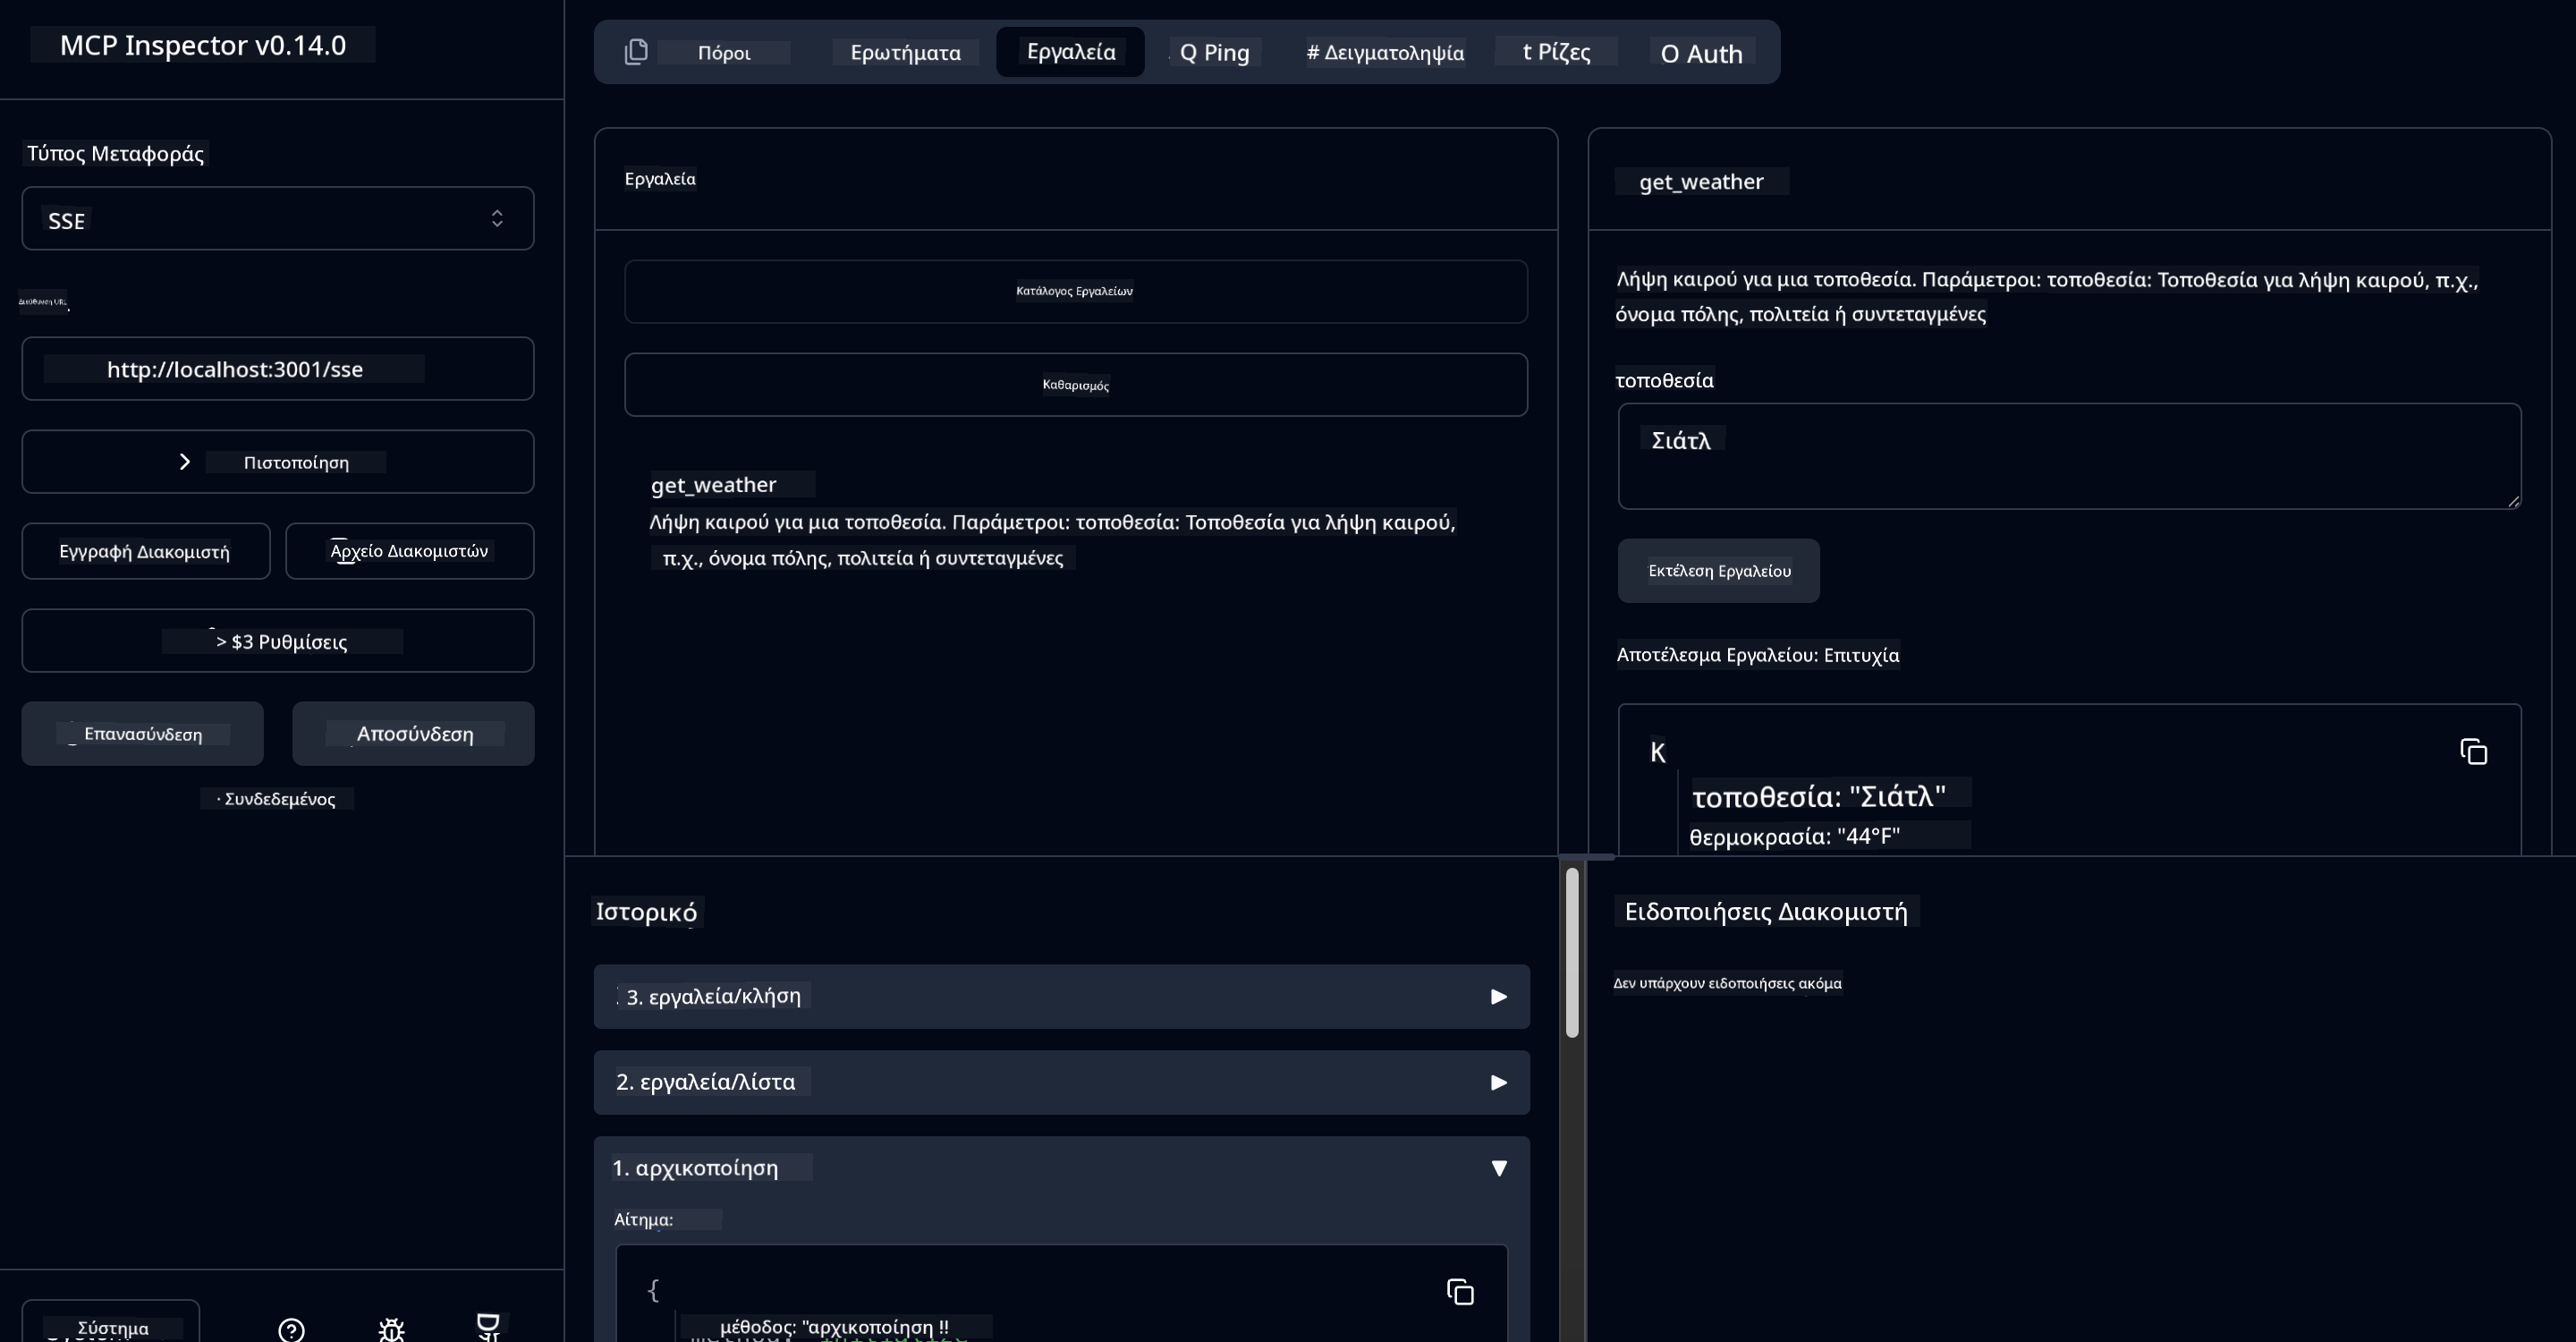 MCP Inspector v0.14.0
Τύπος Μεταφοράς
SSE
Διεύθυνση URL
http://localhost:3001/sse
Πιστοποίηση
Εγγραφή Διακομιστή
Αρχείο Διακομιστών
> $3 Ρυθμίσεις
Επανασύνδεση
Αποσύνδεση
· Συνδεδεμένος
Σύστημα
Πόροι
Ερωτήματα
Εργαλεία
Q Ping
# Δειγματοληψία
t Ρίζες
O Auth
Εργαλεία
Κατάλογος Εργαλείων
Καθαρισμός
get_weather
Λήψη καιρού για μια τοποθεσία. Παράμετροι: τοποθεσία: Τοποθεσία για λήψη καιρού,
π.χ., όνομα πόλης, πολιτεία ή συντεταγμένες
get_weather
Λήψη καιρού για μια τοποθεσία. Παράμετροι: τοποθεσία: Τοποθεσία για λήψη καιρού, π.χ.,
όνομα πόλης, πολιτεία ή συντεταγμένες
τοποθεσία
Σιάτλ
Εκτέλεση Εργαλείου
Αποτέλεσμα Εργαλείου: Επιτυχία
Κ
τοποθεσία: "Σιάτλ"
θερμοκρασία: "44°F"
Ιστορικό
3. εργαλεία/κλήση
2. εργαλεία/λίστα
1. αρχικοποίηση
Αίτημα:
{
μέθοδος: "αρχικοποίηση !!
Ειδοποιήσεις Διακομιστή
Δεν υπάρχουν ειδοποιήσεις ακόμα